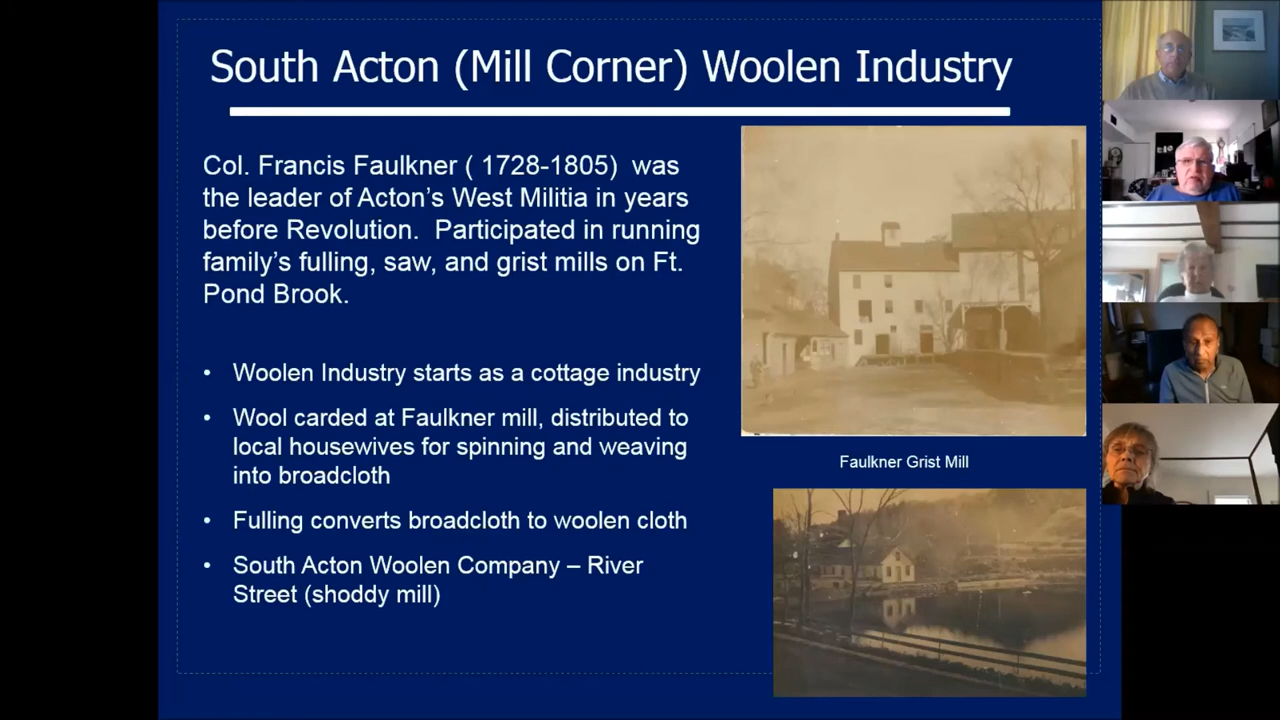 South Acton (Mill Corner) Woolen Industry
Col. Francis Faulkner ( 1728-1805)  was
the leader of Acton’s West Militia in years
before Revolution.  Participated in running
family’s fulling, saw, and grist mills on Ft.
Pond Brook.
• Woolen Industry starts as a cottage industry
• Wool carded at Faulkner mill, distributed to
local housewives for spinning and weaving
into broadcloth
• Fulling converts broadcloth to woolen cloth
• South Acton Woolen Company – River
Street (shoddy mill)
Faulkner Grist Mill